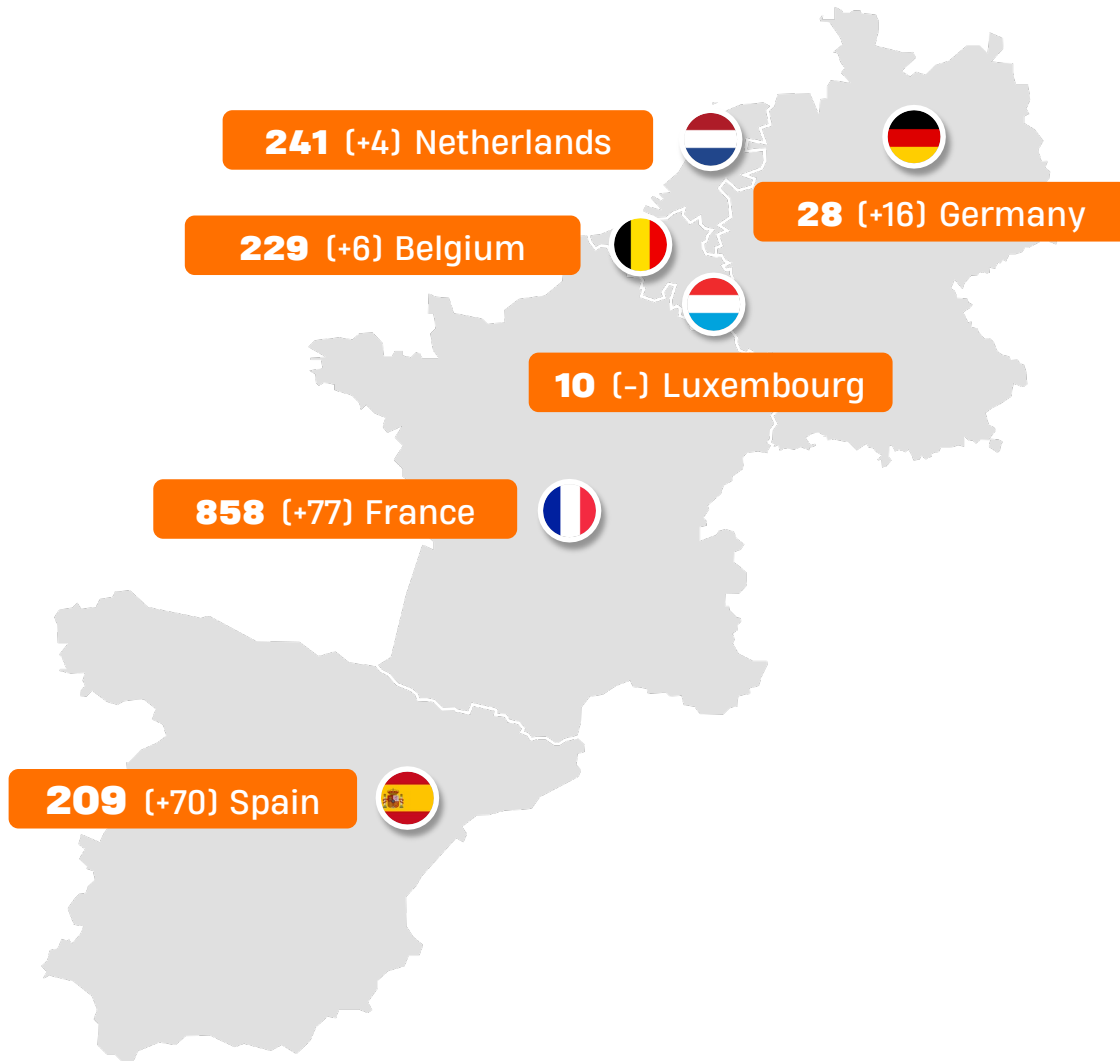 241 (+4) Netherlands
28 (+16) Germany
229 (+6) Belgium
10 (-) Luxembourg
858 (+77) France
209 (+70) Spain